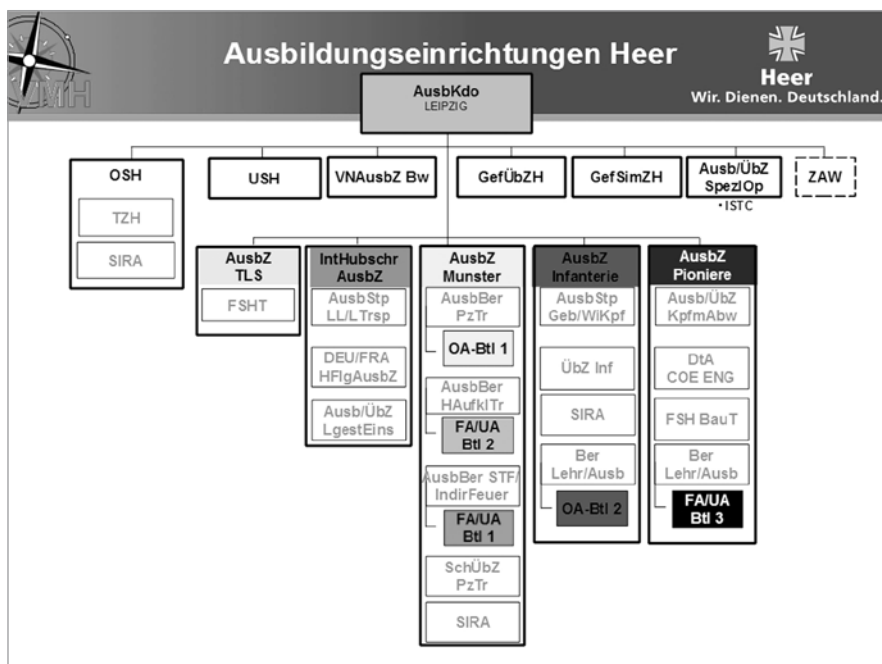 Ausbildungseinrichtungen Heer
VMH
Heer
Wir. Dienen. Deutschland.
AusbKdo
LEIPZIG
OSH
TZH
SIRA
USH
VNAusbZ Bw
GefÜbZH
GefSimZH
Ausb/ÜbZ
SpezlOp
• ISTC
ZAW
AusbZ
TLS
FSHT
IntHubschr
AusbZ
AusbStp
LL/LTrsp
DEU/FRA
HFlgAusbZ
Ausb/ÜbZ
LgestEins
AusbZ
Munster
AusbBer
PzTr
OA-Btl 1
AusbBer
HAufklTr
FA/UA
Btl 2
AusbBer STF/
IndirFeuer
FA/UA
Btl 1
SchÜbZ
PzTr
SIRA
AusbZ
Infanterie
AusbStp
Geb/WiKpf
ÜbZ Inf
SIRA
Ber
Lehr/Ausb
OA-Btl 2
AusbZ
Pioniere
Ausb/ÜbZ
KpfmAbw
DtA
COE ENG
FSH BauT
Ber
Lehr/Ausb
FA/UA
Btl 3